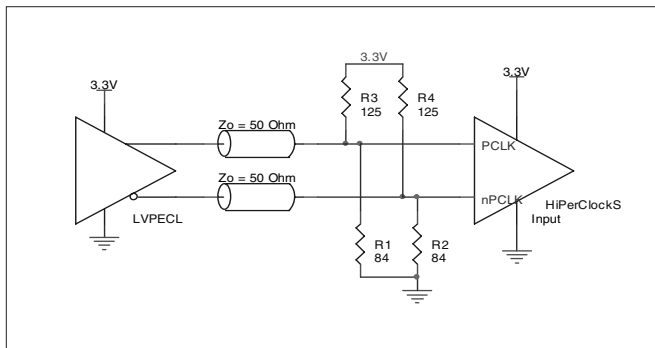 3.3V
3.3V
3.3V
R3
125
R4
125
Zo = 50 Ohm
PCLK
Zo = 50 Ohm
nPCLK
HiPerClockS
Input
LVPECL
R1
84
R2
84